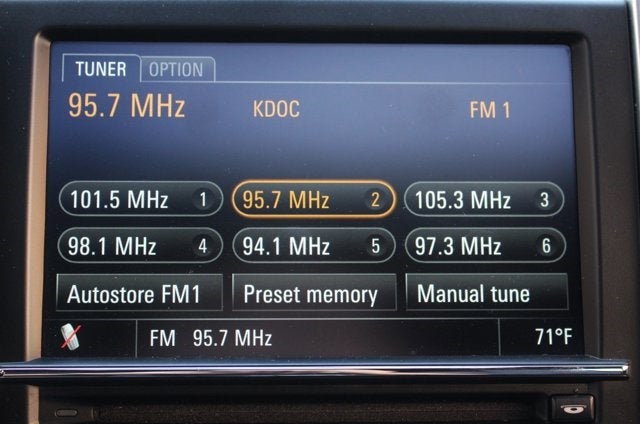 TUNER OPTION
95.7 MHz KDOC FM 1
101.5 MHz 1 95.7 MHz 2 105.3 MHz 3
98.1 MHz 4 94.1 MHz 5 97.3 MHz 6
Autostore FM1 Preset memory Manual tune
FM 95.7 MHz 71°F